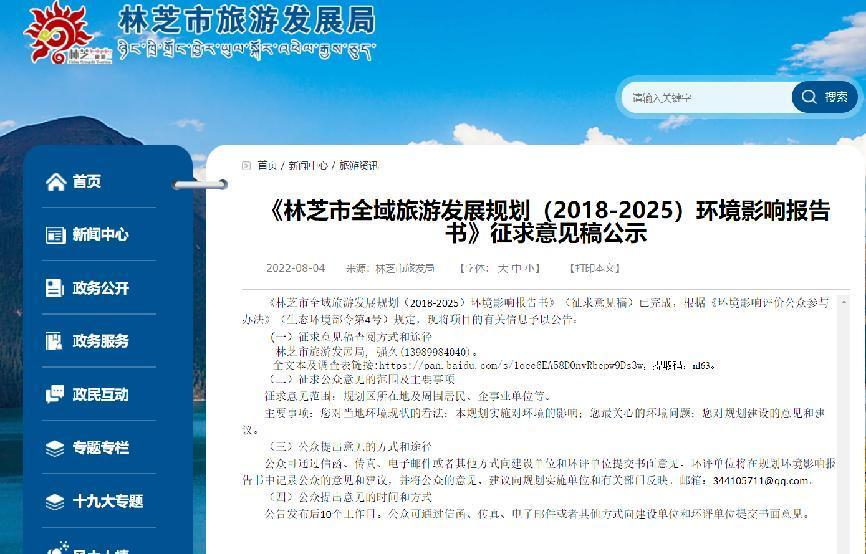 林芝市旅游发展局
林芝
请输入关键字
搜索
首页
新闻中心
政务公开
政务服务
政民互动
专题专栏
十九大专题
首页 / 新闻中心 / 旅游资讯
《林芝市全域旅游发展规划（2018-2025）环境影响报告
书》征求意见稿公示
2022-08-04 来源：林芝市旅发局 【字体： 大 中 小】 【打印本文】
《林芝市全域旅游发展规划（2018-2025）环境影响报告书》（征求意见稿）已完成，根据《环境影响评价公众参与
办法》（生态环境部令第4号）规定，现将项目的有关信息予以公告：
（一）征求意见稿查阅方式和途径
林芝市旅游发展局，强久(13989984040)。
全文本及调查表链接:
（二）征求公众意见的范围及主要事项
征求意见范围：规划区所在地及周围居民、企事业单位等。
主要事项：您对当地环境现状的看法；本规划实施对环境的影响；您最关心的环境问题；您对规划建设的意见和建
议。
（三）公众提出意见的方式和途径
公众可通过信函、传真、电子邮件或者其他方式向建设单位和环评单位提交书面意见。环评单位将在规划环境影响报
告书中记录公众的意见和建议，并将公众的意见、建议向规划实施单位和有关部门反映。邮箱：344105711@qq.com。
（四）公众提出意见的时间和方式
公告发布后10个工作日。公众可通过信函、传真、电子邮件或者其他方式向建设单位和环评单位提交书面意见。